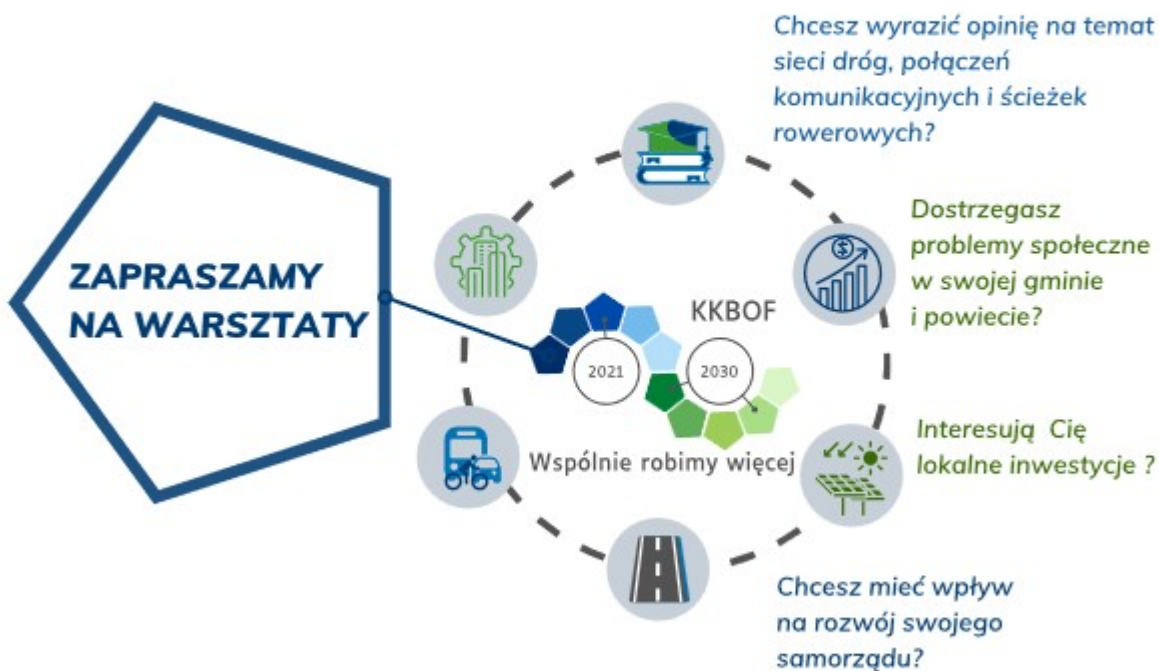 Chcesz wyrazić opinię na temat
sieci dróg, połączeń
komunikacyjnych i ścieżek
rowerowych?
Dostrzegasz
problemy społeczne
w swojej gminie
i powiecie?
ZAPRASZAMY
NA WARSZTATY
KKBOF
2021
2030
Wspólnie robimy więcej
Interesują Cię
lokalne inwestycje ?
Chcesz mieć wpływ
na rozwój swojego
samorządu?